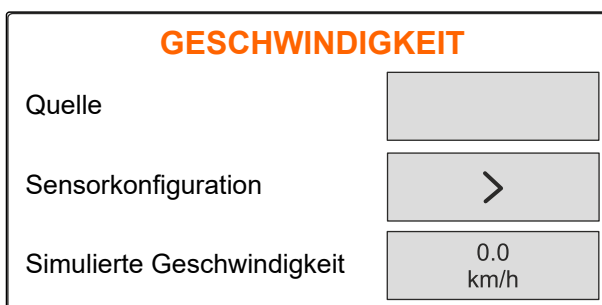 GESCHWINDIGKEIT
Quelle
Sensorkonfiguration
Simulierte Geschwindigkeit
0.0
km/h